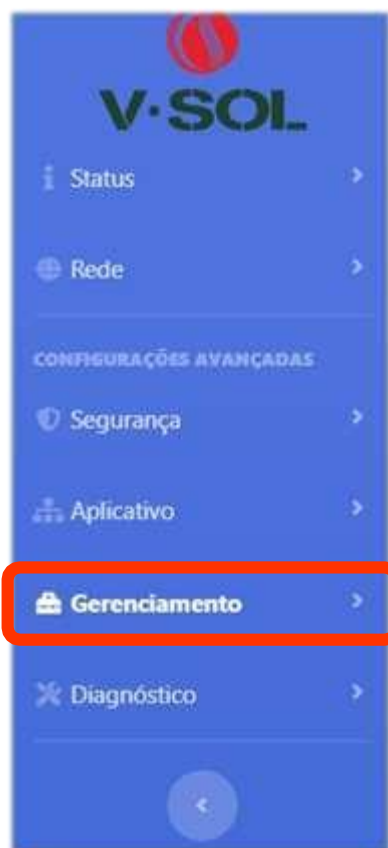 V·SOL
Status
Rede
CONFIGURAÇÕES AVANÇADAS
Segurança
Aplicativo
Gerenciamento
Diagnóstico